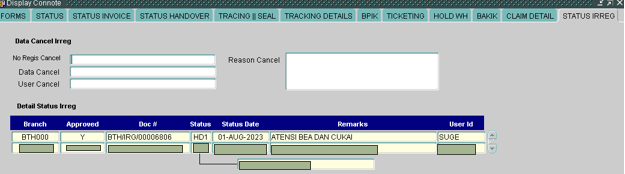 Display Connote
FORMS STATUS STATUS INVOICE STATUS HANDOVER TRACING || SEAL TRACKING DETAILS BPIK TICKETING HOLD WH BAKIK CLAIM DETAIL STATUS IRREG
Data Cancel Irreg
No Regis Cancel Reason Cancel
Data Cancel
User Cancel
Detail Status Irreg
Branch Approved Doc # Status Status Date Remarks User Id
BTH000 Y BTH/IRG/00006806 HD1 01-AUG-2023 ATENSI BEA DAN CUKAI SUGE